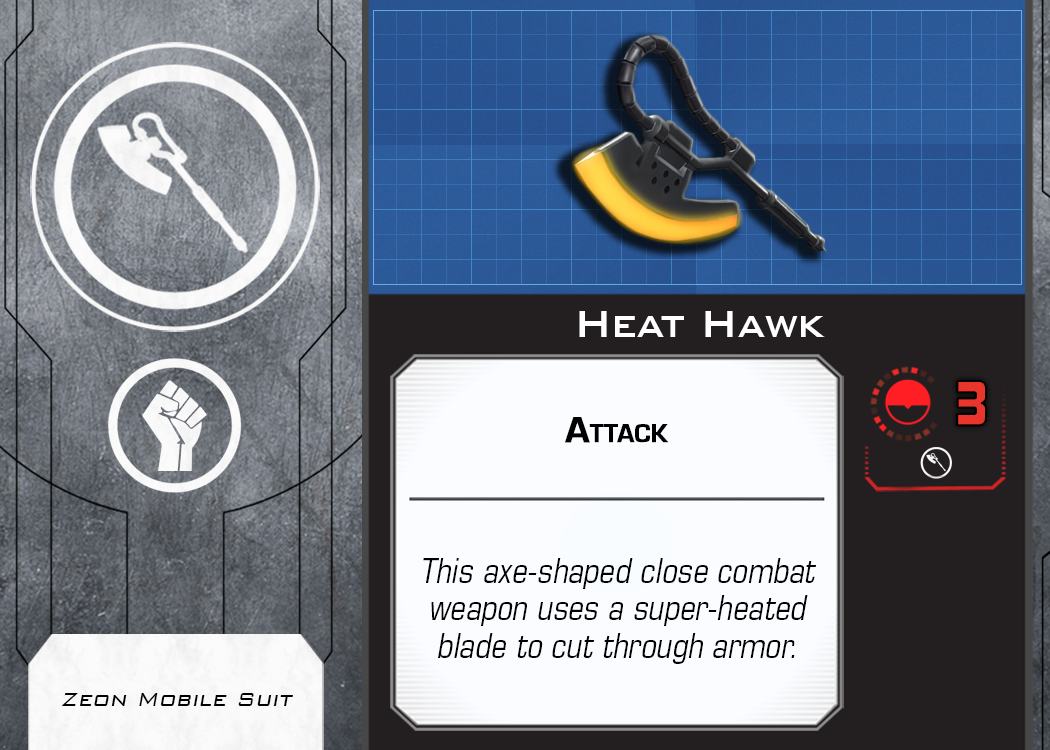 Heat Hawk
3
Attack
This axe-shaped close combat
weapon uses a super-heated
blade to cut through armor.
Zeon Mobile Suit